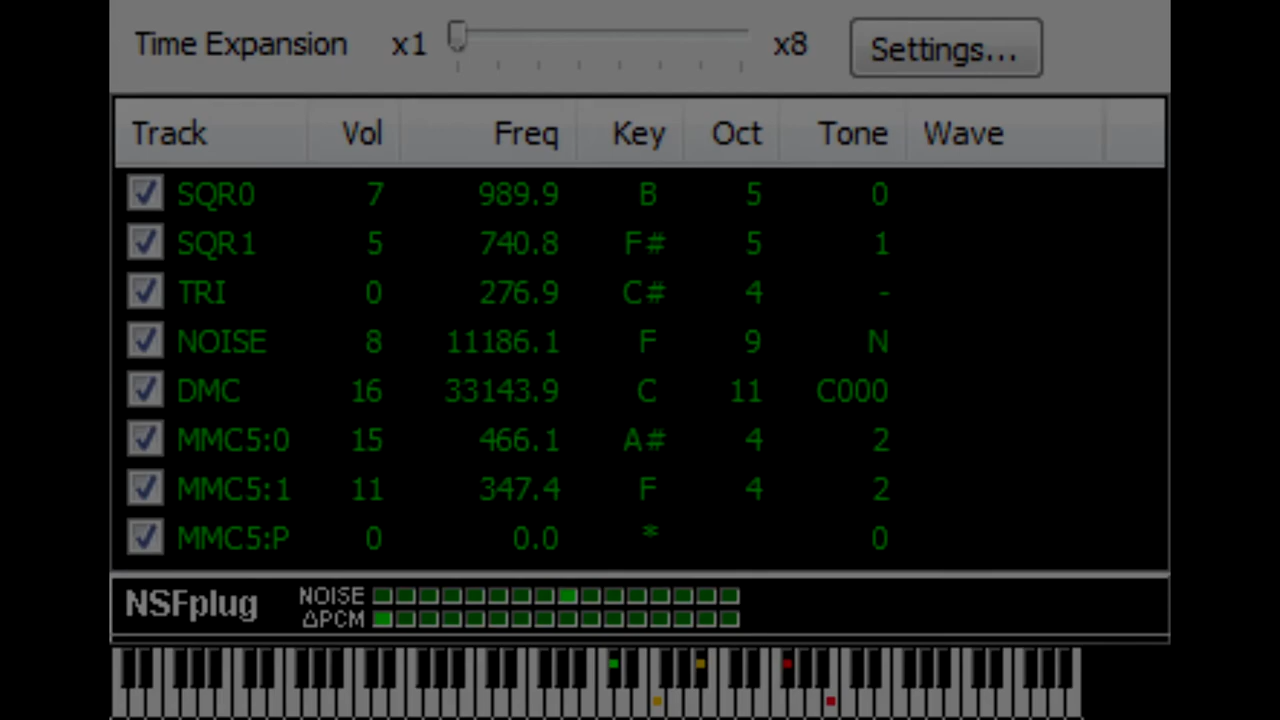 Time Expansion x1 x8 Settings...
Track Vol Freq Key Oct Tone Wave
SQR0 7 989.9 B 5 0
SQR1 5 740.8 F# 5 1
TRI 0 276.9 C# 4 -
NOISE 8 11186.1 F 9 N
DMC 16 33143.9 C 11 C000
MMC5:0 15 466.1 A# 4 2
MMC5:1 11 347.4 F 4 2
MMC5:P 0 0.0 * 0
NSFplug NOISE
ΔPCM